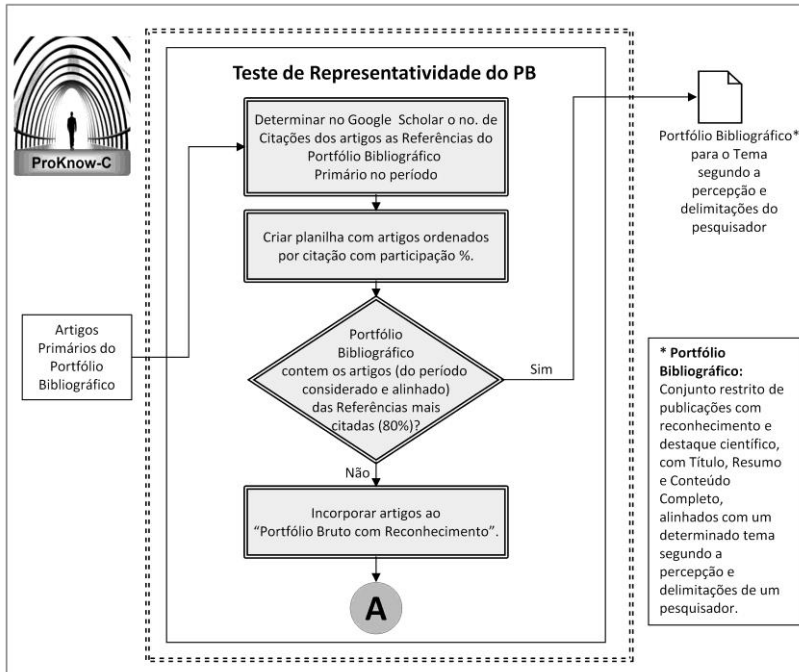 ProKnow-C
Teste de Representatividade do PB
Determinar no Google Scholar o no. de
Citações dos artigos as Referências do
Portfólio Bibliográfico
Primário no período
Criar planilha com artigos ordenados
por citação com participação %.
Artigos
Primários do
Portfólio
Bibliográfico
Portfólio
Bibliográfico
contem os artigos (do período
considerado e alinhado)
das Referências mais
citadas (80%)?
Sim
Não
Incorporar artigos ao
“Portfólio Bruto com Reconhecimento”.
A
Portfólio Bibliográfico*
para o Tema
segundo a
percepção e
delimitações do
pesquisador
* Portfólio
Bibliográfico:
Conjunto restrito de
publicações com
reconhecimento e
destaque científico,
com Título, Resumo
e Conteúdo
Completo,
alinhados com um
determinado tema
segundo a
percepção e
delimitações de um
pesquisador.